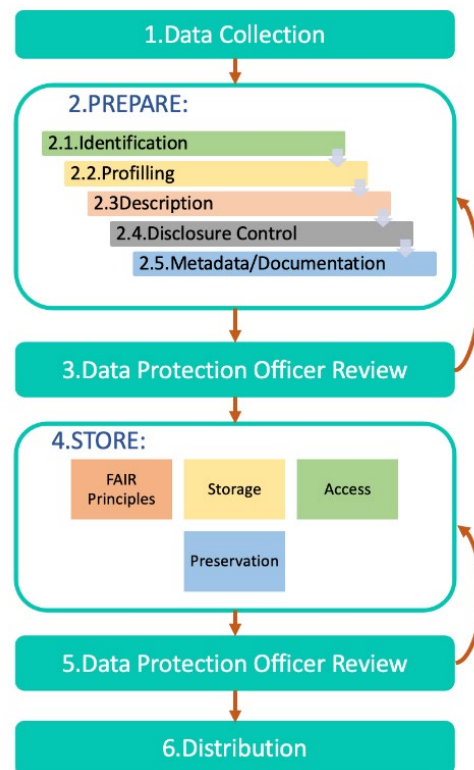 1.Data Collection
2.PREPARE:
2.1.Identification
2.2.Profilling
2.3Description
2.4.Disclosure Control
2.5.Metadata/Documentation
3.Data Protection Officer Review
4.STORE:
FAIR
Principles
Storage
Access
Preservation
5.Data Protection Officer Review
6.Distribution